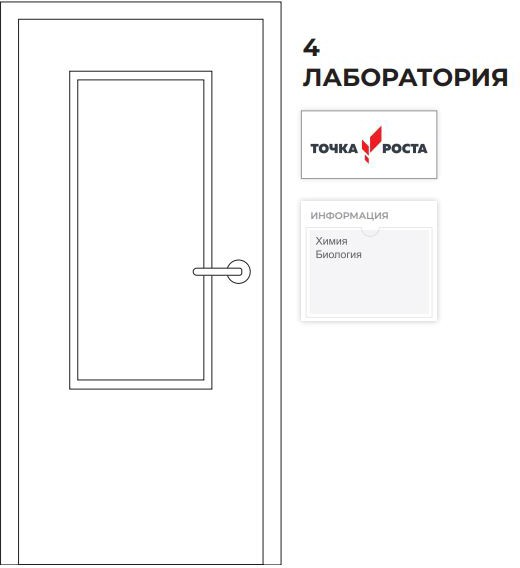 4
ЛАБОРАТОРИЯ
ТОЧКА РОСТА
ИНФОРМАЦИЯ
Химия
Биология